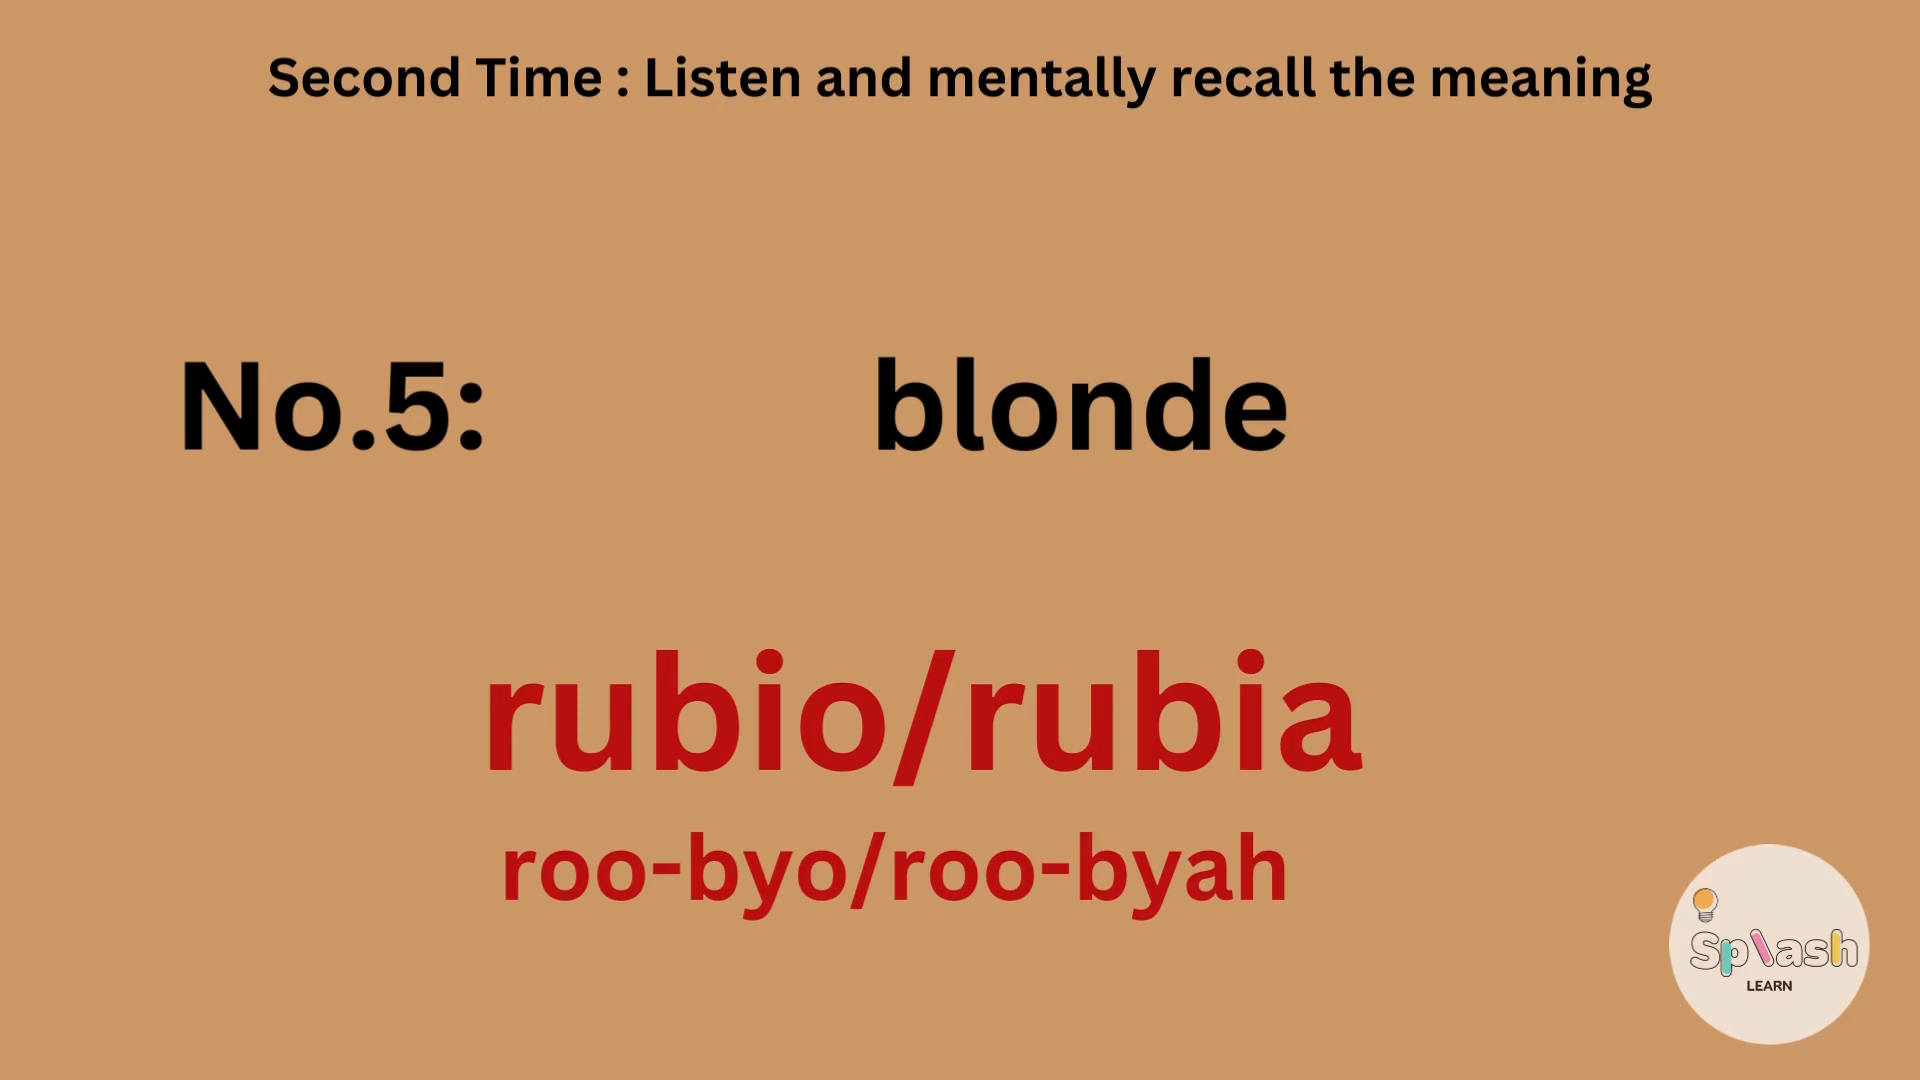 Second Time : Listen and mentally recall the meaning
No.5: blonde
rubio/rubia
roo-byo/roo-byah
Splash
LEARN